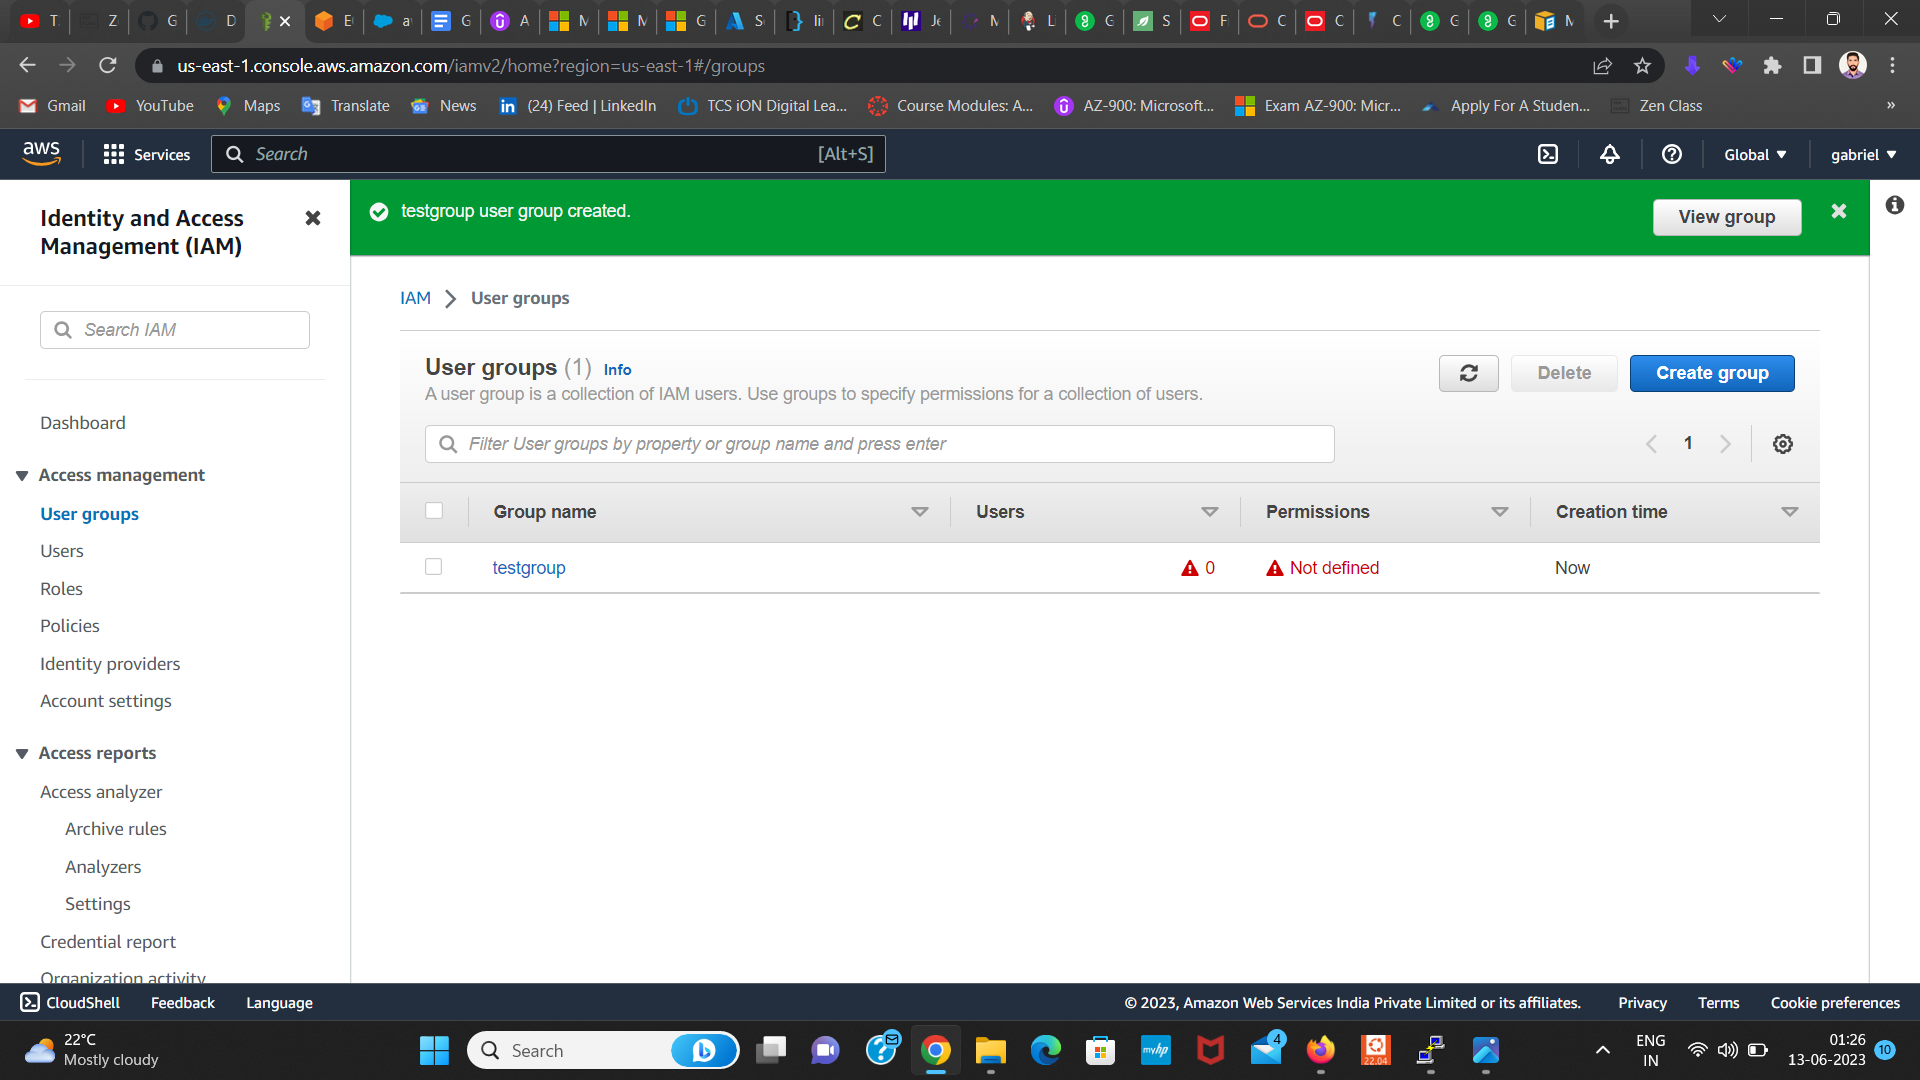 us-east-1.console.aws.amazon.com/iamv2/home?region=us-east-1#/groups
Gmail YouTube Maps Translate News (24) Feed | LinkedIn TCS iON Digital Lea... Course Modules: A... AZ-900: Microsoft... Exam AZ-900: Micr... Apply For A Studen... Zen Class »
aws Services Search [Alt+S] Global gabriel
Identity and Access
Management (IAM)
testgroup user group created.
View group
Search IAM
Dashboard
Access management
User groups
Users
Roles
Policies
Identity providers
Account settings
Access reports
Access analyzer
Archive rules
Analyzers
Settings
Credential report
Organization activity
IAM > User groups
User groups (1) Info
A user group is a collection of IAM users. Use groups to specify permissions for a collection of users.
Delete
Create group
Filter User groups by property or group name and press enter
1
Group name Users Permissions Creation time
testgroup 0 Not defined Now
CloudShell Feedback Language © 2023, Amazon Web Services India Private Limited or its affiliates. Privacy Terms Cookie preferences
22°C
Mostly cloudy
Search
myhp
4
22.04
ENG
IN
01:26
13-06-2023
10